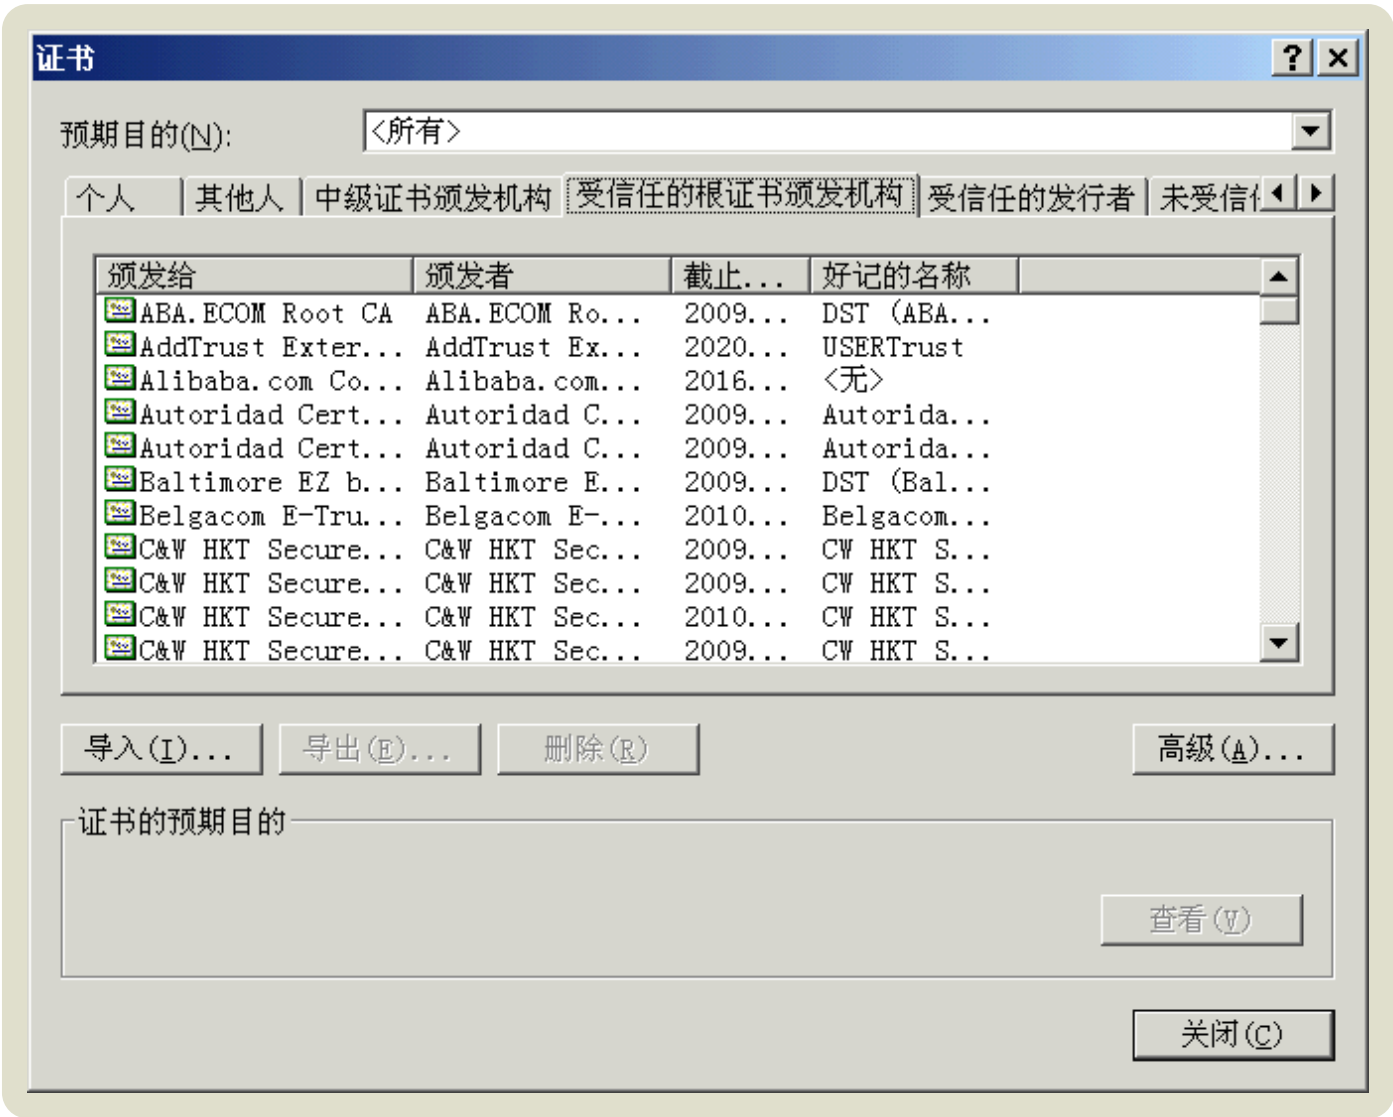 证书
预期目的(N): <所有>
个人 其他人 中级证书颁发机构 受信任的根证书颁发机构 受信任的发行者 未受信
颁发给 颁发者 截止... 好记的名称
ABA.ECOM Root CA ABA.ECOM Ro... 2009... DST (ABA...
AddTrust Exter... AddTrust Ex... 2020... USERTrust
Alibaba.com Co... Alibaba.com... 2016... <无>
Autoridad Cert... Autoridad C... 2009... Autorida...
Autoridad Cert... Autoridad C... 2009... Autorida...
Baltimore EZ b... Baltimore E... 2009... DST (Bal...
Belgacom E-Tru... Belgacom E-... 2010... Belgacom...
C&W HKT Secure... C&W HKT Sec... 2009... CW HKT S...
C&W HKT Secure... C&W HKT Sec... 2009... CW HKT S...
C&W HKT Secure... C&W HKT Sec... 2010... CW HKT S...
C&W HKT Secure... C&W HKT Sec... 2009... CW HKT S...
导入(I)... 导出(E)... 删除(R) 高级(A)...
证书的预期目的
查看(V)
关闭(C)